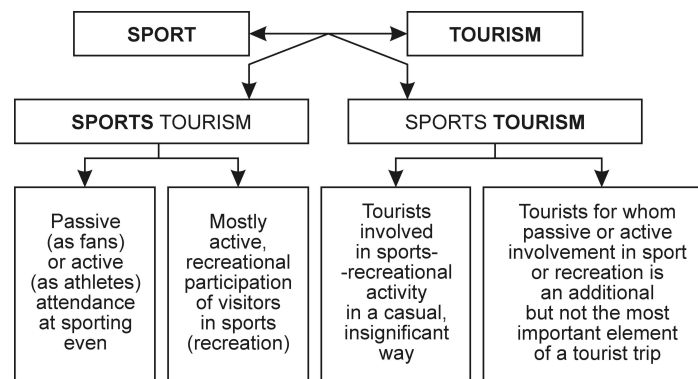 SPORT
TOURISM
SPORTS TOURISM
SPORTS TOURISM
Passive
(as fans)
or active
(as athletes)
attendance
at sporting
even
Mostly
active,
recreational
participation
of visitors
in sports
(recreation)
Tourists
involved
in sports-
-recreational
activity
in a casual,
insignificant
way
Tourists for whom
passive or active
involvement in sport
or recreation is
an additional
but not the most
important element
of a tourist trip